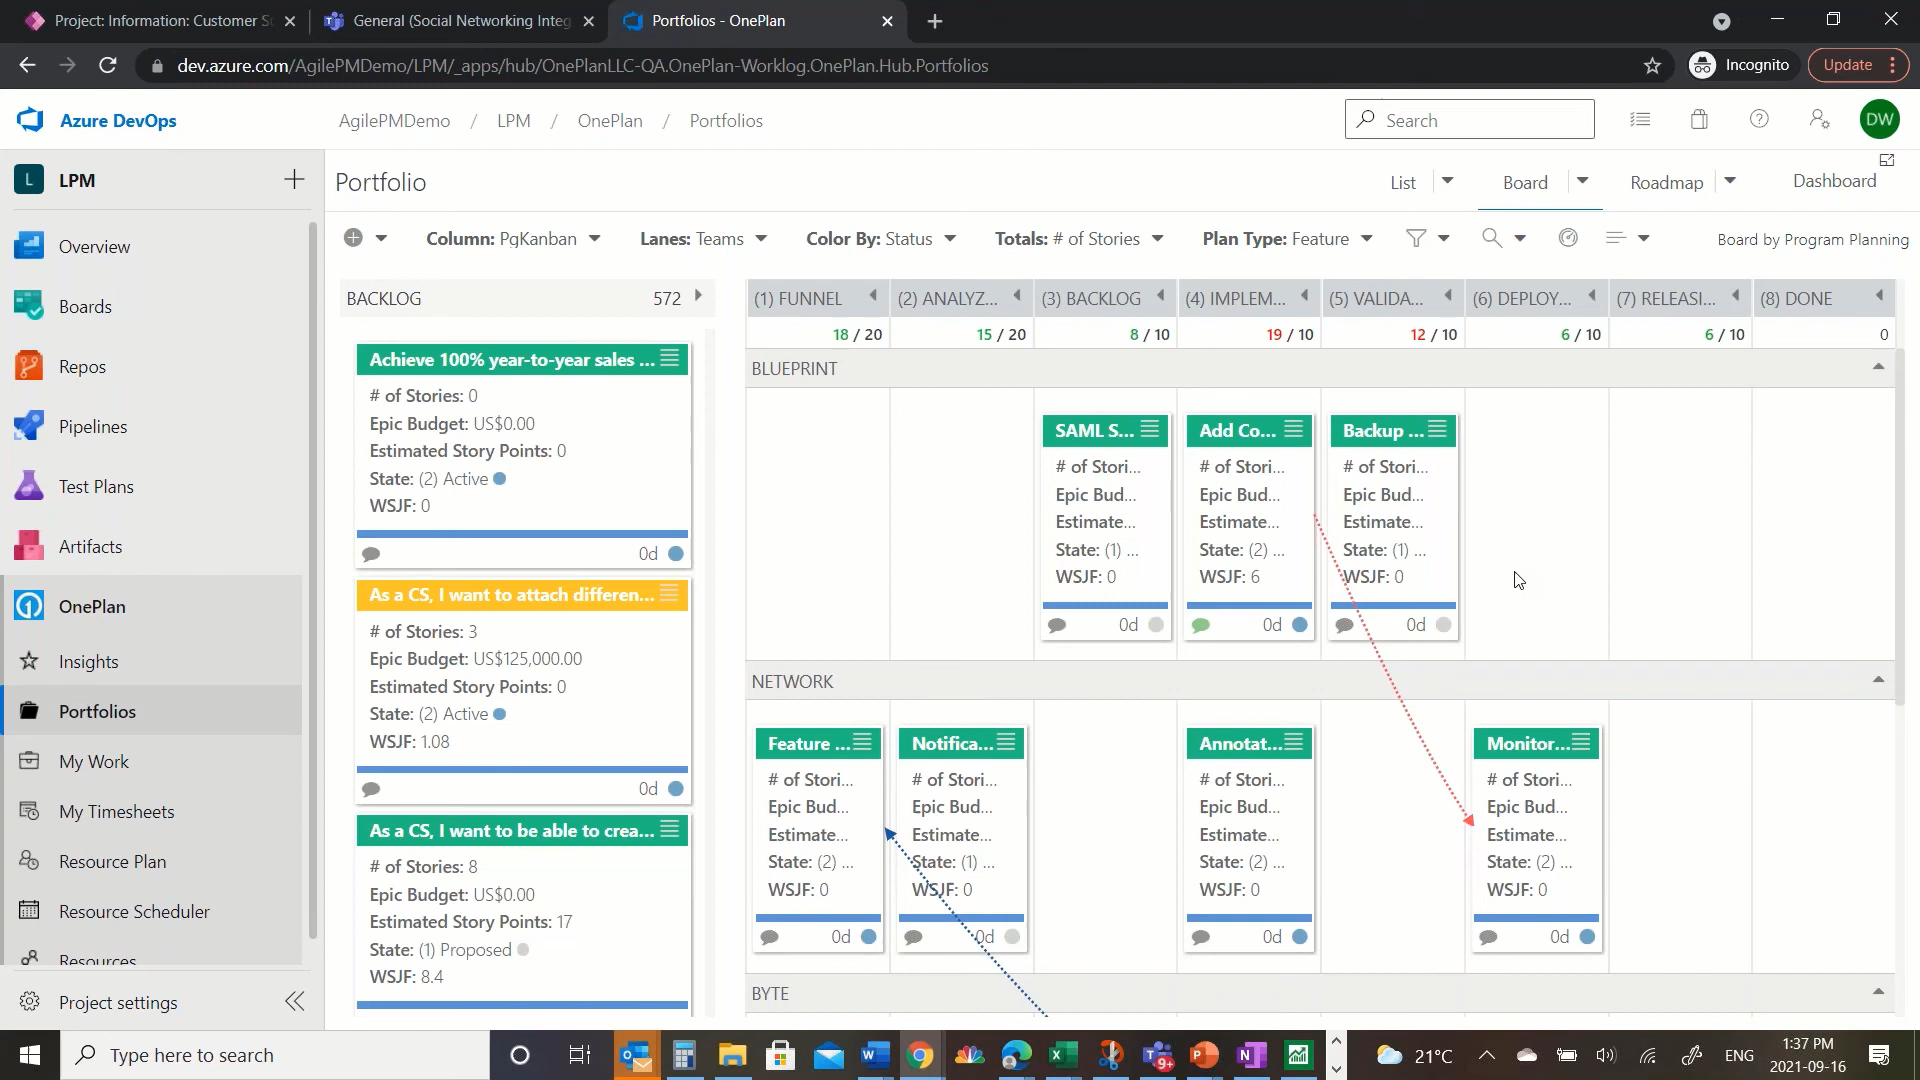 Project: Information: Customer S
General (Social Networking Integ
Portfolios - OnePlan
dev.azure.com/AgilePMDemo/LPM/_apps/hub/OnePlanLLC-QA.OnePlan-Worklog.OnePlan.Hub.Portfolios
Incognito
Update
Azure DevOps
AgilePMDemo / LPM / OnePlan / Portfolios
Search
DW
L LPM
Overview
Boards
Repos
Pipelines
Test Plans
Artifacts
OnePlan
Insights
Portfolios
My Work
My Timesheets
Resource Plan
Resource Scheduler
Resources
Project settings
Portfolio
List
Board
Roadmap
Dashboard
Column: PgKanban
Lanes: Teams
Color By: Status
Totals: # of Stories
Plan Type: Feature
Board by Program Planning
BACKLOG 572
Achieve 100% year-to-year sales ...
# of Stories: 0
Epic Budget: US$0.00
Estimated Story Points: 0
State: (2) Active
WSJF: 0
0d
As a CS, I want to attach differen...
# of Stories: 3
Epic Budget: US$125,000.00
Estimated Story Points: 0
State: (2) Active
WSJF: 1.08
0d
As a CS, I want to be able to crea...
# of Stories: 8
Epic Budget: US$0.00
Estimated Story Points: 17
State: (1) Proposed
WSJF: 8.4
(1) FUNNEL
(2) ANALYZ...
(3) BACKLOG
(4) IMPLEM...
(5) VALIDA...
(6) DEPLOY...
(7) RELEASI...
(8) DONE
18 / 20
15 / 20
8 / 10
19 / 10
12 / 10
6 / 10
6 / 10
0
BLUEPRINT
SAML S...
# of Stori...
Epic Bud...
Estimate...
State: (1) ...
WSJF: 0
0d
Add Co...
# of Stori...
Epic Bud...
Estimate...
State: (2) ...
WSJF: 6
0d
Backup ...
# of Stori...
Epic Bud...
Estimate...
State: (1) ...
WSJF: 0
0d
NETWORK
Feature ...
# of Stori...
Epic Bud...
Estimate...
State: (2) ...
WSJF: 0
0d
Notifica...
# of Stori...
Epic Bud...
Estimate...
State: (1) ...
WSJF: 0
0d
Annotat...
# of Stori...
Epic Bud...
Estimate...
State: (2) ...
WSJF: 0
0d
Monitor...
# of Stori...
Epic Bud...
Estimate...
State: (2) ...
WSJF: 0
0d
BYTE
Type here to search
9+
21°C
ENG
1:37 PM
2021-09-16